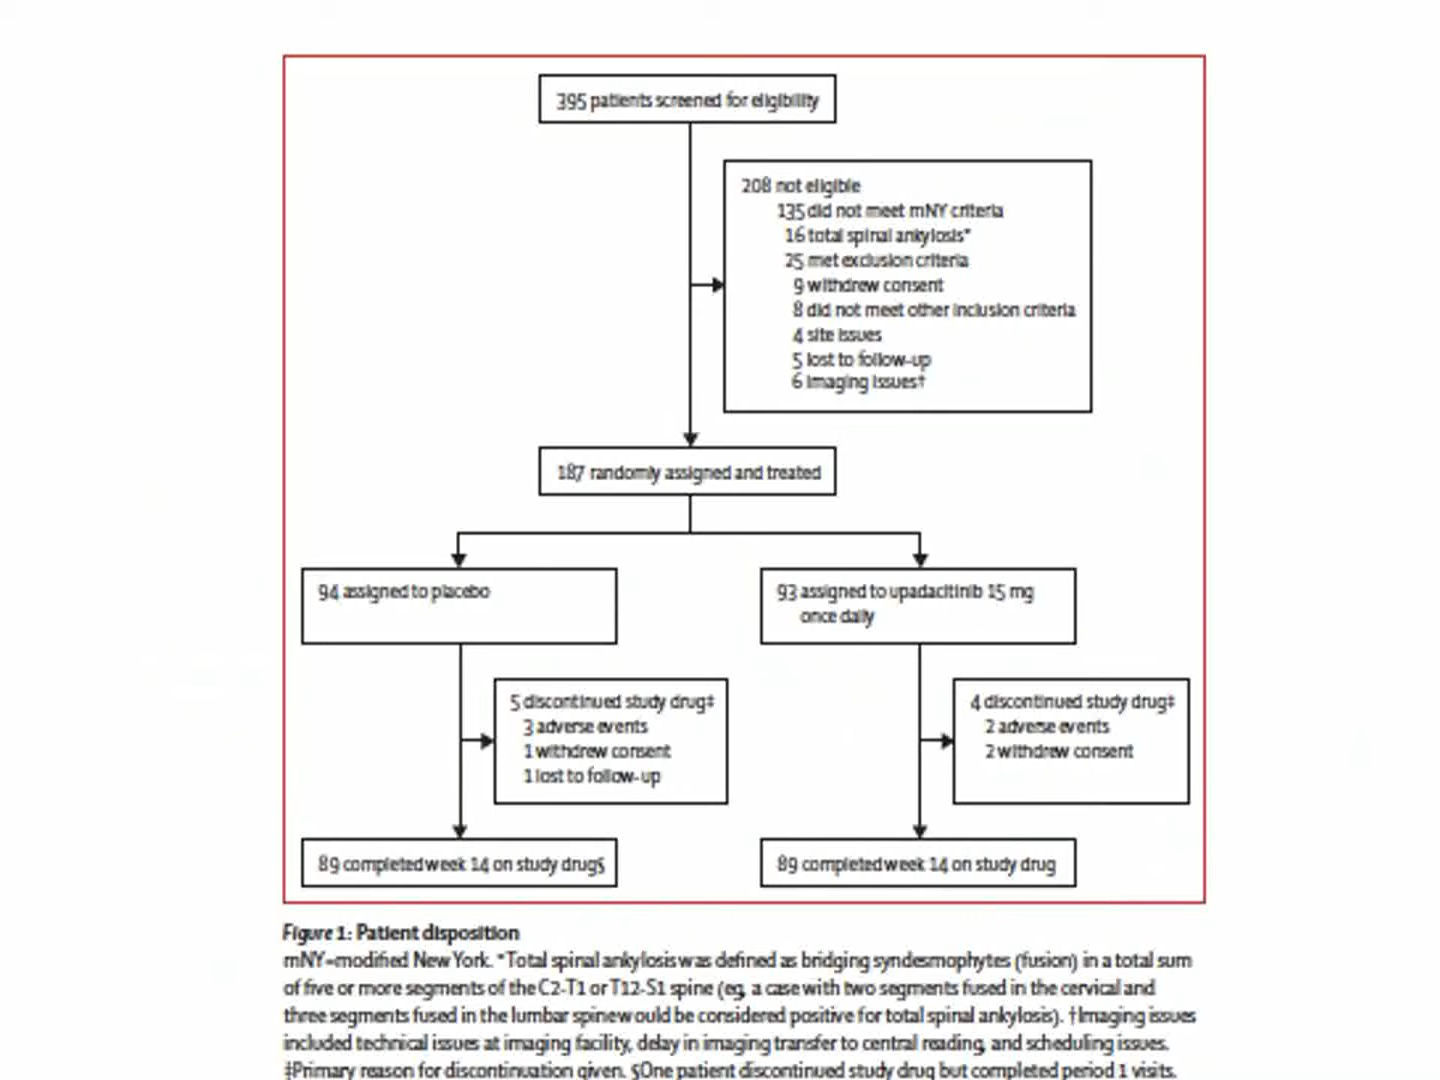 395 patients screened for eligibility
208 not eligible
135 did not meet mNY criteria
16 total spinal ankylosis*
25 met exclusion criteria
9 withdrew consent
8 did not meet other inclusion criteria
4 site issues
5 lost to follow-up
6 imaging issues†
187 randomly assigned and treated
94 assigned to placebo
93 assigned to upadacitinib 15 mg
once daily
5 discontinued study drug‡
3 adverse events
1 withdrew consent
1 lost to follow-up
4 discontinued study drug‡
2 adverse events
2 withdrew consent
89 completed week 14 on study drug§
89 completed week 14 on study drug
Figure 1: Patient disposition
mNY=modified New York. *Total spinal ankylosis was defined as bridging syndesmophytes (fusion) in a total sum
of five or more segments of the C2-T1 or T12-S1 spine (eg, a case with two segments fused in the cervical and
three segments fused in the lumbar spine would be considered positive for total spinal ankylosis). †Imaging issues
included technical issues at imaging facility, delay in imaging transfer to central reading, and scheduling issues.
‡Primary reason for discontinuation given. §One patient discontinued study drug but completed period 1 visits.